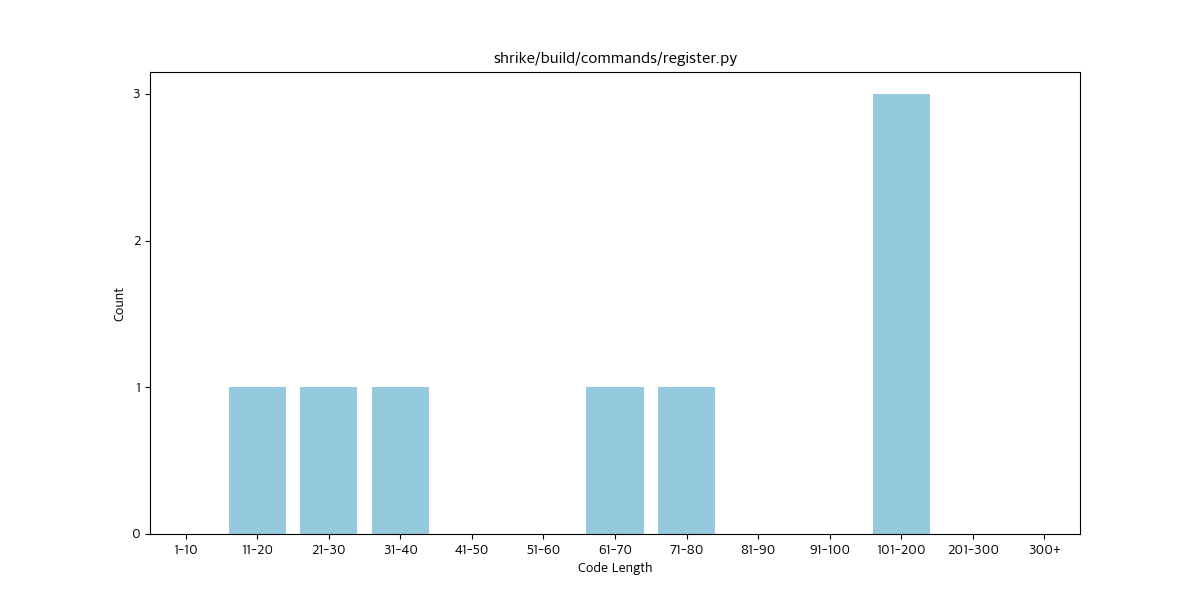 shrike/build/commands/register.py
3
2
1
0
Count
1-10 11-20 21-30 31-40 41-50 51-60 61-70 71-80 81-90 91-100 101-200 201-300 300+
Code Length